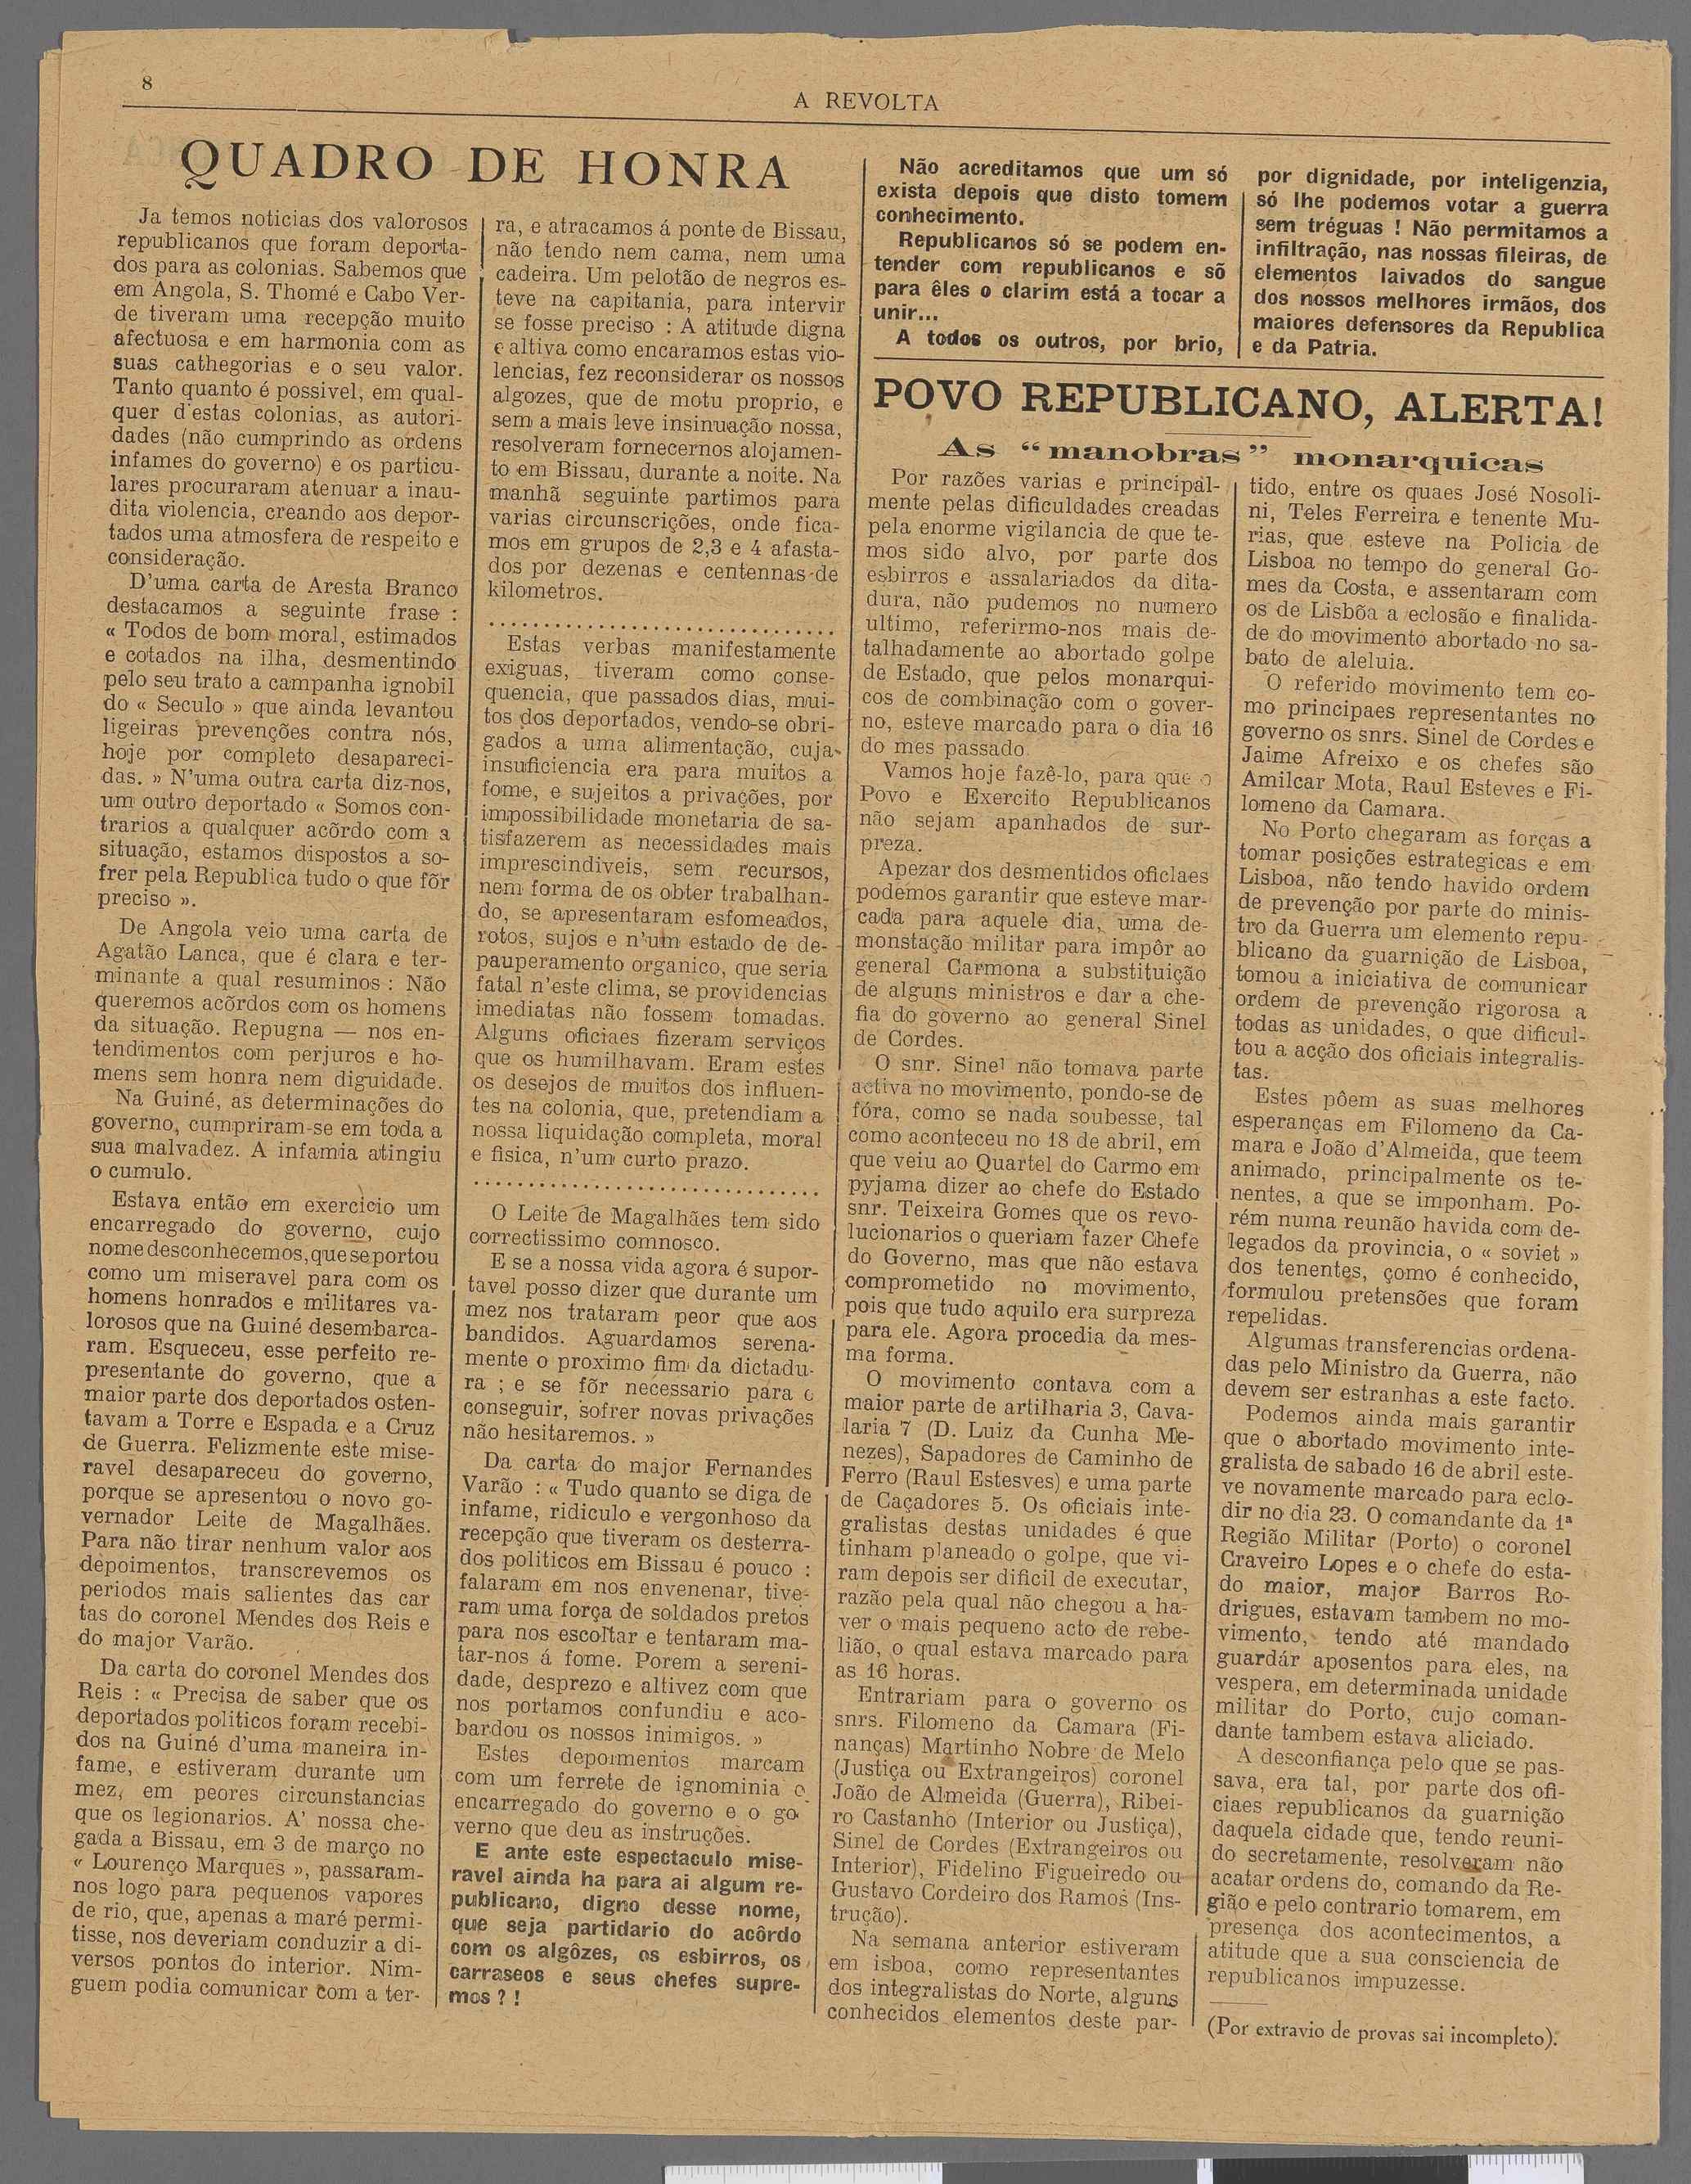 8
A REVOLTA
QUADRO DE HONRA
Ja temos noticias dos valorosos
republicanos que foram deporta-
dos para as colonias. Sabemos que
em Angola, S. Thomé e Cabo Ver-
de tiveram uma recepção muito
afectuosa e em harmonia com as
suas cathegorias e o seu valor.
Tanto quanto é possivel, em qual-
quer d'estas colonias, as autori-
dades (não cumprindo as ordens
infames do governo) e os particu-
lares procuraram atenuar a inau-
dita violencia, creando aos depor-
tados uma atmosfera de respeito e
consideração.
D'uma carta de Aresta Branco
destacamos a seguinte frase :
« Todos de bom moral, estimados
e cotados na ilha, desmentindo
pelo seu trato a campanha ignobil
do « Seculo » que ainda levantou
ligeiras prevenções contra nós,
hoje por completo desapareci-
das. » N'uma outra carta diz-nos,
um outro deportado « Somos con-
trarios a qualquer acôrdo com a
situação, estamos dispostos a so-
frer pela Republica tudo o que fôr
preciso ».
De Angola veio uma carta de
Agatão Lanca, que é clara e ter-
minante a qual resuminos : Não
queremos acôrdos com os homens
da situação. Repugna — nos en-
tendimentos com perjuros e ho-
mens sem honra nem diguidade.
Na Guiné, as determinações do
governo, cumpriram-se em toda a
sua malvadez. A infamia atingiu
o cumulo.
Estava então em exercicio um
encarregado do governo, cujo
nome desconhecemos, que se portou
como um miseravel para com os
homens honrados e militares va-
lorosos que na Guiné desembarca-
ram. Esqueceu, esse perfeito re-
presentante do governo, que a
maior parte dos deportados osten-
tavam a Torre e Espada e a Cruz
de Guerra. Felizmente este mise-
ravel desapareceu do governo,
porque se apresentou o novo go-
vernador Leite de Magalhães.
Para não tirar nenhum valor aos
depoimentos, transcrevemos os
periodos mais salientes das car
tas do coronel Mendes dos Reis e
do major Varão.
Da carta do coronel Mendes dos
Reis : « Precisa de saber que os
deportados politicos foram recebi-
dos na Guiné d'uma maneira in-
fame, e estiveram durante um
mez, em peores circunstancias
que os legionarios. A' nossa che-
gada a Bissau, em 3 de março no
« Lourenço Marques », passaram-
nos logo para pequenos vapores
de rio, que, apenas a maré permi-
tisse, nos deveriam conduzir a di-
versos pontos do interior. Nim-
guem podia comunicar com a ter-
ra, e atracamos á ponte de Bissau,
não tendo nem cama, nem uma
cadeira. Um pelotão de negros es-
teve na capitania, para intervir
se fosse preciso : A atitude digna
e altiva como encaramos estas vio-
lencias, fez reconsiderar os nossos
algozes, que de motu proprio, e
sem a mais leve insinuação nossa,
resolveram fornecernos alojamen-
to em Bissau, durante a noite. Na
manhã seguinte partimos para
varias circunscrições, onde fica-
mos em grupos de 2,3 e 4 afasta-
dos por dezenas e centennas de
kilometros.
................................
Estas verbas manifestamente
exiguas, tiveram como conse-
quencia, que passados dias, mui-
tos dos deportados, vendo-se obri-
gados a uma alimentação, cuja
insuficiencia era para muitos a
fome, e sujeitos a privações, por
impossibilidade monetaria de sa-
tisfazerem as necessidades mais
imprescindiveis, sem recursos,
nem forma de os obter trabalhan-
do, se apresentaram esfomeados,
rotos, sujos e n'um estado de de-
pauperamento organico, que seria
fatal n'este clima, se providencias
imediatas não fossem tomadas.
Alguns oficiaes fizeram serviços
que os humilhavam. Eram estes
os desejos de muitos dos influen-
tes na colonia, que, pretendiam a
nossa liquidação completa, moral
e fisica, n'um curto prazo.
................................
O Leite de Magalhães tem sido
correctissimo comnosco.
E se a nossa vida agora é supor-
tavel posso dizer que durante um
mez nos trataram peor que aos
bandidos. Aguardamos serena-
mente o proximo fim da dictadu-
ra ; e se fôr necessario para o
conseguir, sofrer novas privações
não hesitaremos. »
Da carta do major Fernandes
Varão : « Tudo quanto se diga de
infame, ridiculo e vergonhoso da
recepção que tiveram os desterra-
dos politicos em Bissau é pouco :
falaram em nos envenenar, tive-
ram uma força de soldados pretos
para nos escoltar e tentaram ma-
tar-nos á fome. Porem a sereni-
dade, desprezo e altivez com que
nos portamos confundiu e aco-
bardou os nossos inimigos. »
Estes depoimentos marcam
com um ferrete de ignominia o
encarregado do governo e o go
verno que deu as instruções.
E ante este espectaculo mise-
ravel ainda ha para ai algum re-
publicano, digno desse nome,
que seja partidario do acôrdo
com os algôzes, os esbirros, os
carrascos e seus chefes supre-
mos ? !
Não acreditamos que um só
exista depois que disto tomem
conhecimento.
Republicanos só se podem en-
tender com republicanos e sõ
para êles o clarim está a tocar a
unir...
A todos os outros, por brio,
por dignidade, por inteligenzia,
só lhe podemos votar a guerra
sem tréguas ! Não permitamos a
infiltração, nas nossas fileiras, de
elementos laivados do sangue
dos nossos melhores irmãos, dos
maiores defensores da Republica
e da Patria.
POVO REPUBLICANO, ALERTA!
As “manobras” monarquicas
Por razões varias e principal-
mente pelas dificuldades creadas
pela enorme vigilancia de que te-
mos sido alvo, por parte dos
esbirros e assalariados da dita-
dura, não pudemos no numero
ultimo, referirmo-nos mais de-
talhadamente ao abortado golpe
de Estado, que pelos monarqui-
cos de combinação com o gover-
no, esteve marcado para o dia 16
do mes passado.
Vamos hoje fazê-lo, para que o
Povo e Exercito Republicanos
não sejam apanhados de sur-
preza.
Apezar dos desmentidos oficlaes
podemos garantir que esteve mar-
cada para aquele dia, uma de-
monstação militar para impôr ao
general Carmona a substituição
de alguns ministros e dar a che-
fia do governo ao general Sinel
de Cordes.
O snr. Sinel não tomava parte
activa no movimento, pondo-se de
fóra, como se nada soubesse, tal
como aconteceu no 18 de abril, em
que veiu ao Quartel do Carmo em
pyjama dizer ao chefe do Estado
snr. Teixeira Gomes que os revo-
lucionarios o queriam fazer Chefe
do Governo, mas que não estava
comprometido no movimento,
pois que tudo aquilo era surpreza
para ele. Agora procedia da mes-
ma forma.
O movimento contava com a
maior parte de artilharia 3, Cava-
laria 7 (D. Luiz da Cunha Me-
nezes), Sapadores de Caminho de
Ferro (Raul Estesves) e uma parte
de Caçadores 5. Os oficiais inte-
gralistas destas unidades é que
tinham planeado o golpe, que vi-
ram depois ser dificil de executar,
razão pela qual não chegou a ha-
ver o mais pequeno acto de rebe-
lião, o qual estava marcado para
as 16 horas.
Entrariam para o governo os
snrs. Filomeno da Camara (Fi-
nanças) Martinho Nobre de Melo
(Justiça ou Extrangeiros) coronel
João de Almeida (Guerra), Ribei-
ro Castanho (Interior ou Justiça),
Sinel de Cordes (Extrangeiros ou
Interior), Fidelino Figueiredo ou
Gustavo Cordeiro dos Ramos (Ins-
trução).
Na semana anterior estiveram
em isboa, como representantes
dos integralistas do Norte, alguns
conhecidos elementos deste par-
tido, entre os quaes José Nosoli-
ni, Teles Ferreira e tenente Mu-
rias, que esteve na Policia de
Lisboa no tempo do general Go-
mes da Costa, e assentaram com
os de Lisbôa a eclosão e finalida-
de do movimento abortado no sa-
bato de aleluia.
O referido movimento tem co-
mo principaes representantes no
governo os snrs. Sinel de Cordes e
Jaime Afreixo e os chefes são
Amilcar Mota, Raul Esteves e Fi-
lomeno da Camara.
No Porto chegaram as forças a
tomar posições estrategicas e em
Lisboa, não tendo havido ordem
de prevenção por parte do minis-
tro da Guerra um elemento repu-
blicano da guarnição de Lisboa,
tomou a iniciativa de comunicar
ordem de prevenção rigorosa a
todas as unidades, o que dificul-
tou a acção dos oficiais integralis-
tas.
Estes pôem as suas melhores
esperanças em Filomeno da Ca-
mara e João d'Almeida, que teem
animado, principalmente os te-
nentes, a que se imponham. Po-
rém numa reunião havida com de-
legados da provincia, o « soviet »
dos tenentes, çomo é conhecido,
formulou pretensões que foram
repelidas.
Algumas transferencias ordena-
das pelo Ministro da Guerra, não
devem ser estranhas a este facto.
Podemos ainda mais garantir
que o abortado movimento inte-
gralista de sabado 16 de abril este-
ve novamente marcado para eclo-
dir no dia 23. O comandante da 1ª
Região Militar (Porto) o coronel
Craveiro Lopes e o chefe do esta-
do maior, major Barros Ro-
drigues, estavam tambem no mo-
vimento, tendo até mandado
guardár aposentos para eles, na
vespera, em determinada unidade
militar do Porto, cujo coman-
dante tambem estava aliciado.
A desconfiança pelo que se pas-
sava, era tal, por parte dos ofi-
ciaes republicanos da guarnição
daquela cidade que, tendo reuni-
do secretamente, resolveram não
acatar ordens do, comando da Re-
gião e pelo contrario tomarem, em
presença dos acontecimentos, a
atitude que a sua consciencia de
republicanos impuzesse.
(Por extravio de provas sai incompleto).